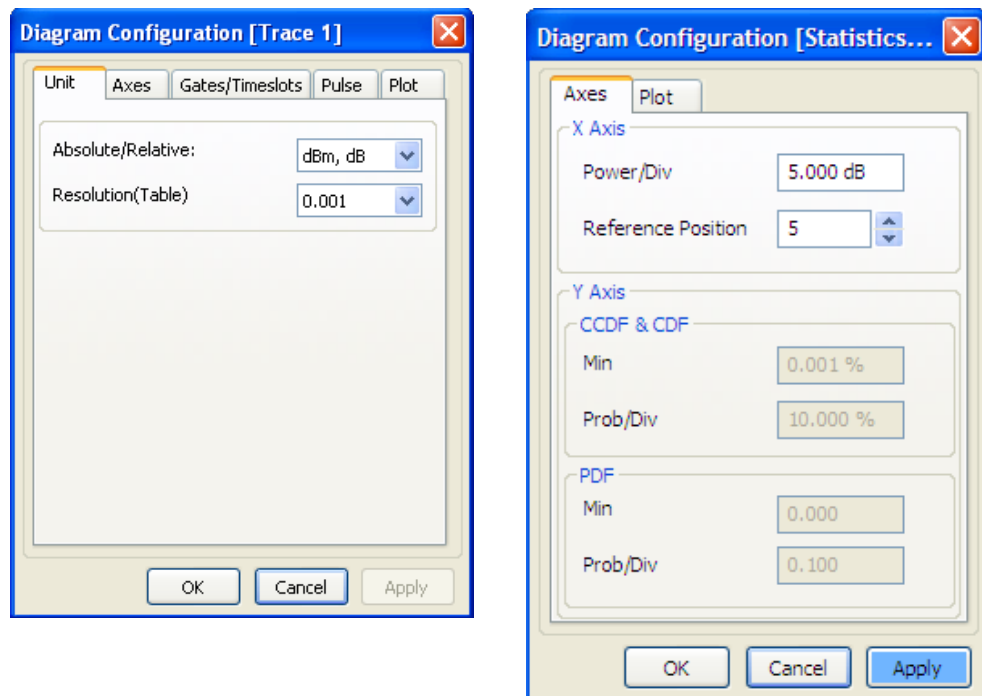 Diagram Configuration [Trace 1]
Unit Axes Gates/Timeslots Pulse Plot
Absolute/Relative: dBm, dB
Resolution(Table) 0.001
OK Cancel Apply
Diagram Configuration [Statistics...
Axes Plot
X Axis
Power/Div 5.000 dB
Reference Position 5
Y Axis
CCDF & CDF
Min 0.001 %
Prob/Div 10.000 %
PDF
Min 0.000
Prob/Div 0.100
OK Cancel Apply